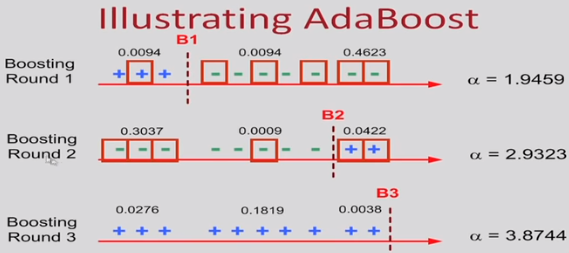 Illustrating AdaBoost
B1
0.0094 0.0094 0.4623
Boosting
Round 1
+ + + - - - - - - -
α = 1.9459
B2
0.3037 0.0009 0.0422
Boosting
Round 2
- - - - - - - - + +
α = 2.9323
B3
0.0276 0.1819 0.0038
Boosting
Round 3
+ + + + + + + + + +
α = 3.8744